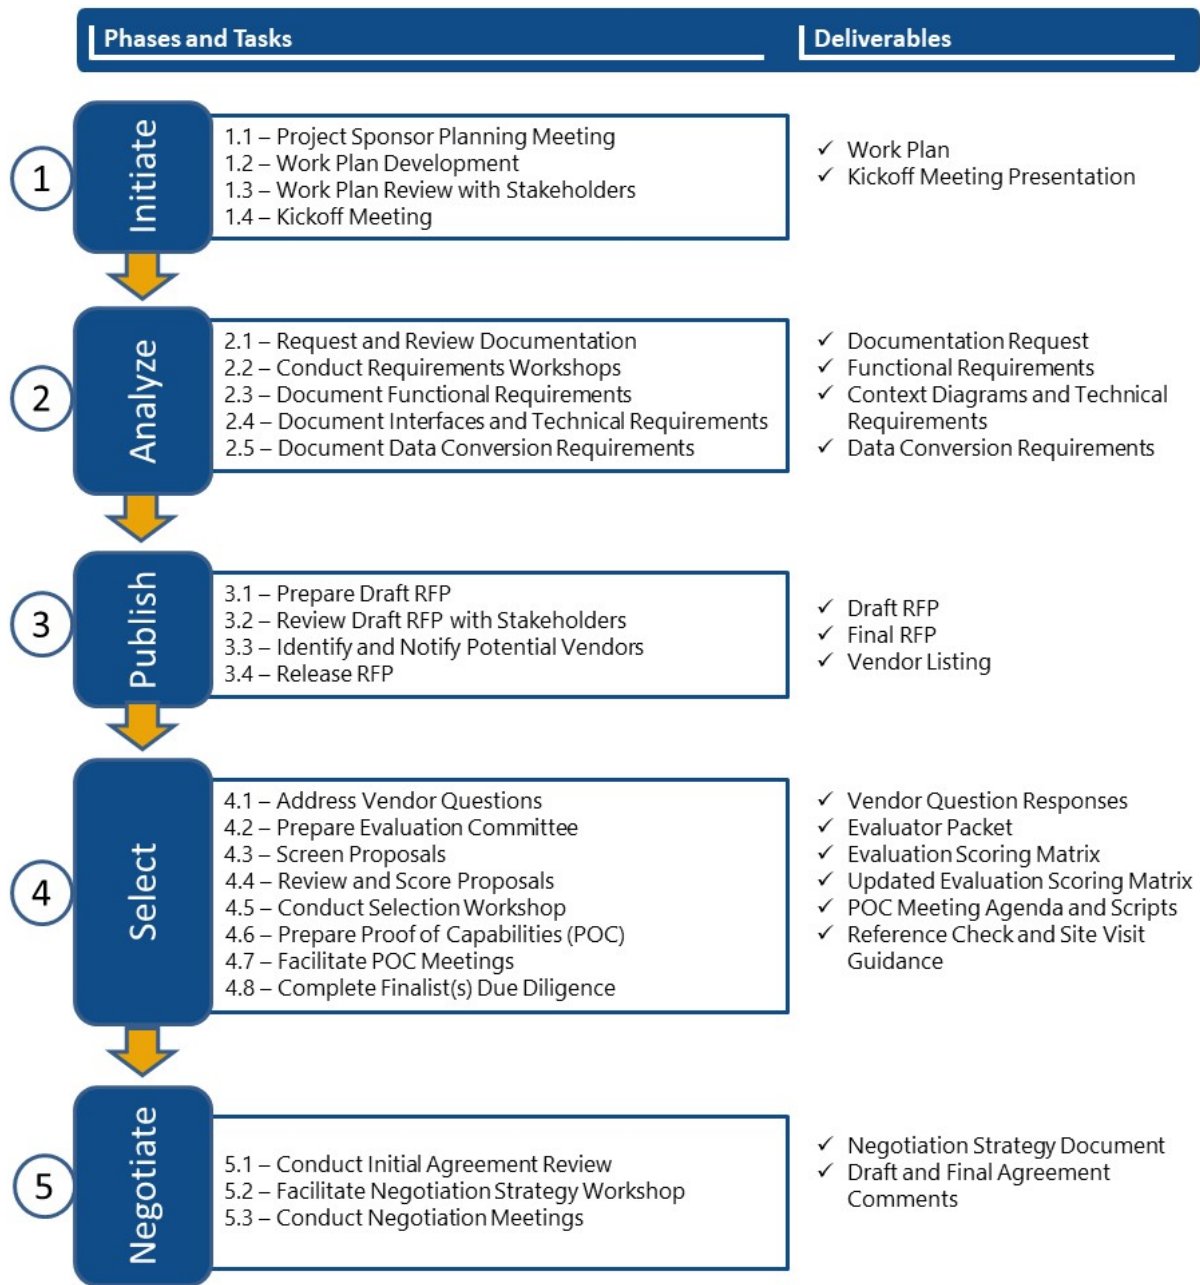 Phases and Tasks
Deliverables
1
Initiate
1.1 – Project Sponsor Planning Meeting
1.2 – Work Plan Development
1.3 – Work Plan Review with Stakeholders
1.4 – Kickoff Meeting
✓ Work Plan
✓ Kickoff Meeting Presentation
2
Analyze
2.1 – Request and Review Documentation
2.2 – Conduct Requirements Workshops
2.3 – Document Functional Requirements
2.4 – Document Interfaces and Technical Requirements
2.5 – Document Data Conversion Requirements
✓ Documentation Request
✓ Functional Requirements
✓ Context Diagrams and Technical
Requirements
✓ Data Conversion Requirements
3
Publish
3.1 – Prepare Draft RFP
3.2 – Review Draft RFP with Stakeholders
3.3 – Identify and Notify Potential Vendors
3.4 – Release RFP
✓ Draft RFP
✓ Final RFP
✓ Vendor Listing
4
Select
4.1 – Address Vendor Questions
4.2 – Prepare Evaluation Committee
4.3 – Screen Proposals
4.4 – Review and Score Proposals
4.5 – Conduct Selection Workshop
4.6 – Prepare Proof of Capabilities (POC)
4.7 – Facilitate POC Meetings
4.8 – Complete Finalist(s) Due Diligence
✓ Vendor Question Responses
✓ Evaluator Packet
✓ Evaluation Scoring Matrix
✓ Updated Evaluation Scoring Matrix
✓ POC Meeting Agenda and Scripts
✓ Reference Check and Site Visit
Guidance
5
Negotiate
5.1 – Conduct Initial Agreement Review
5.2 – Facilitate Negotiation Strategy Workshop
5.3 – Conduct Negotiation Meetings
✓ Negotiation Strategy Document
✓ Draft and Final Agreement
Comments